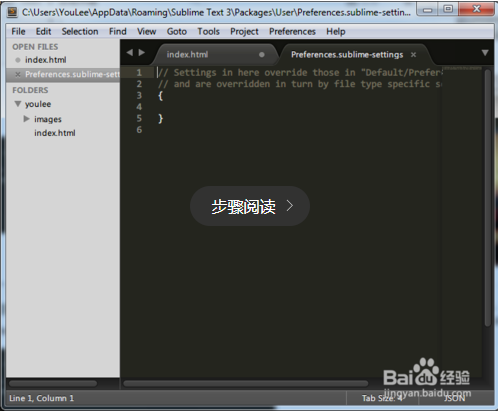 C:\Users\YouLee\AppData\Roaming\Sublime Text 3\Packages\User\Preferences.sublime-settin...
File Edit Selection Find View Goto Tools Project Preferences Help
OPEN FILES
index.html
Preferences.sublime-sett
FOLDERS
youlee
images
index.html
index.html
Preferences.sublime-settings
1 // Settings in here override those in "Default/Prefer
2 // and are overridden in turn by file type specific s
3 {
4
5 }
6
步骤阅读
Baidu经验
jingyan.baidu.com
Line 1, Column 1
Tab Size: 4
JSON